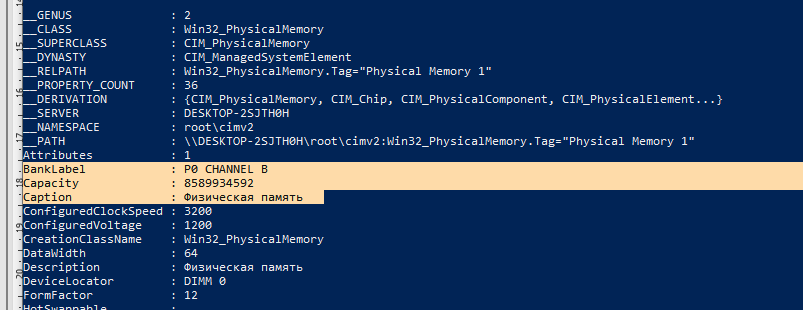 __GENUS : 2
__CLASS : Win32_PhysicalMemory
__SUPERCLASS : CIM_PhysicalMemory
__DYNASTY : CIM_ManagedSystemElement
__RELPATH : Win32_PhysicalMemory.Tag="Physical Memory 1"
__PROPERTY_COUNT : 36
__DERIVATION : {CIM_PhysicalMemory, CIM_Chip, CIM_PhysicalComponent, CIM_PhysicalElement...}
__SERVER : DESKTOP-2SJTH0H
__NAMESPACE : root\cimv2
__PATH : \\DESKTOP-2SJTH0H\root\cimv2:Win32_PhysicalMemory.Tag="Physical Memory 1"
Attributes : 1
BankLabel : P0 CHANNEL B
Capacity : 8589934592
Caption : Физическая память
ConfiguredClockSpeed : 3200
ConfiguredVoltage : 1200
CreationClassName : Win32_PhysicalMemory
DataWidth : 64
Description : Физическая память
DeviceLocator : DIMM 0
FormFactor : 12
HotSwappable :